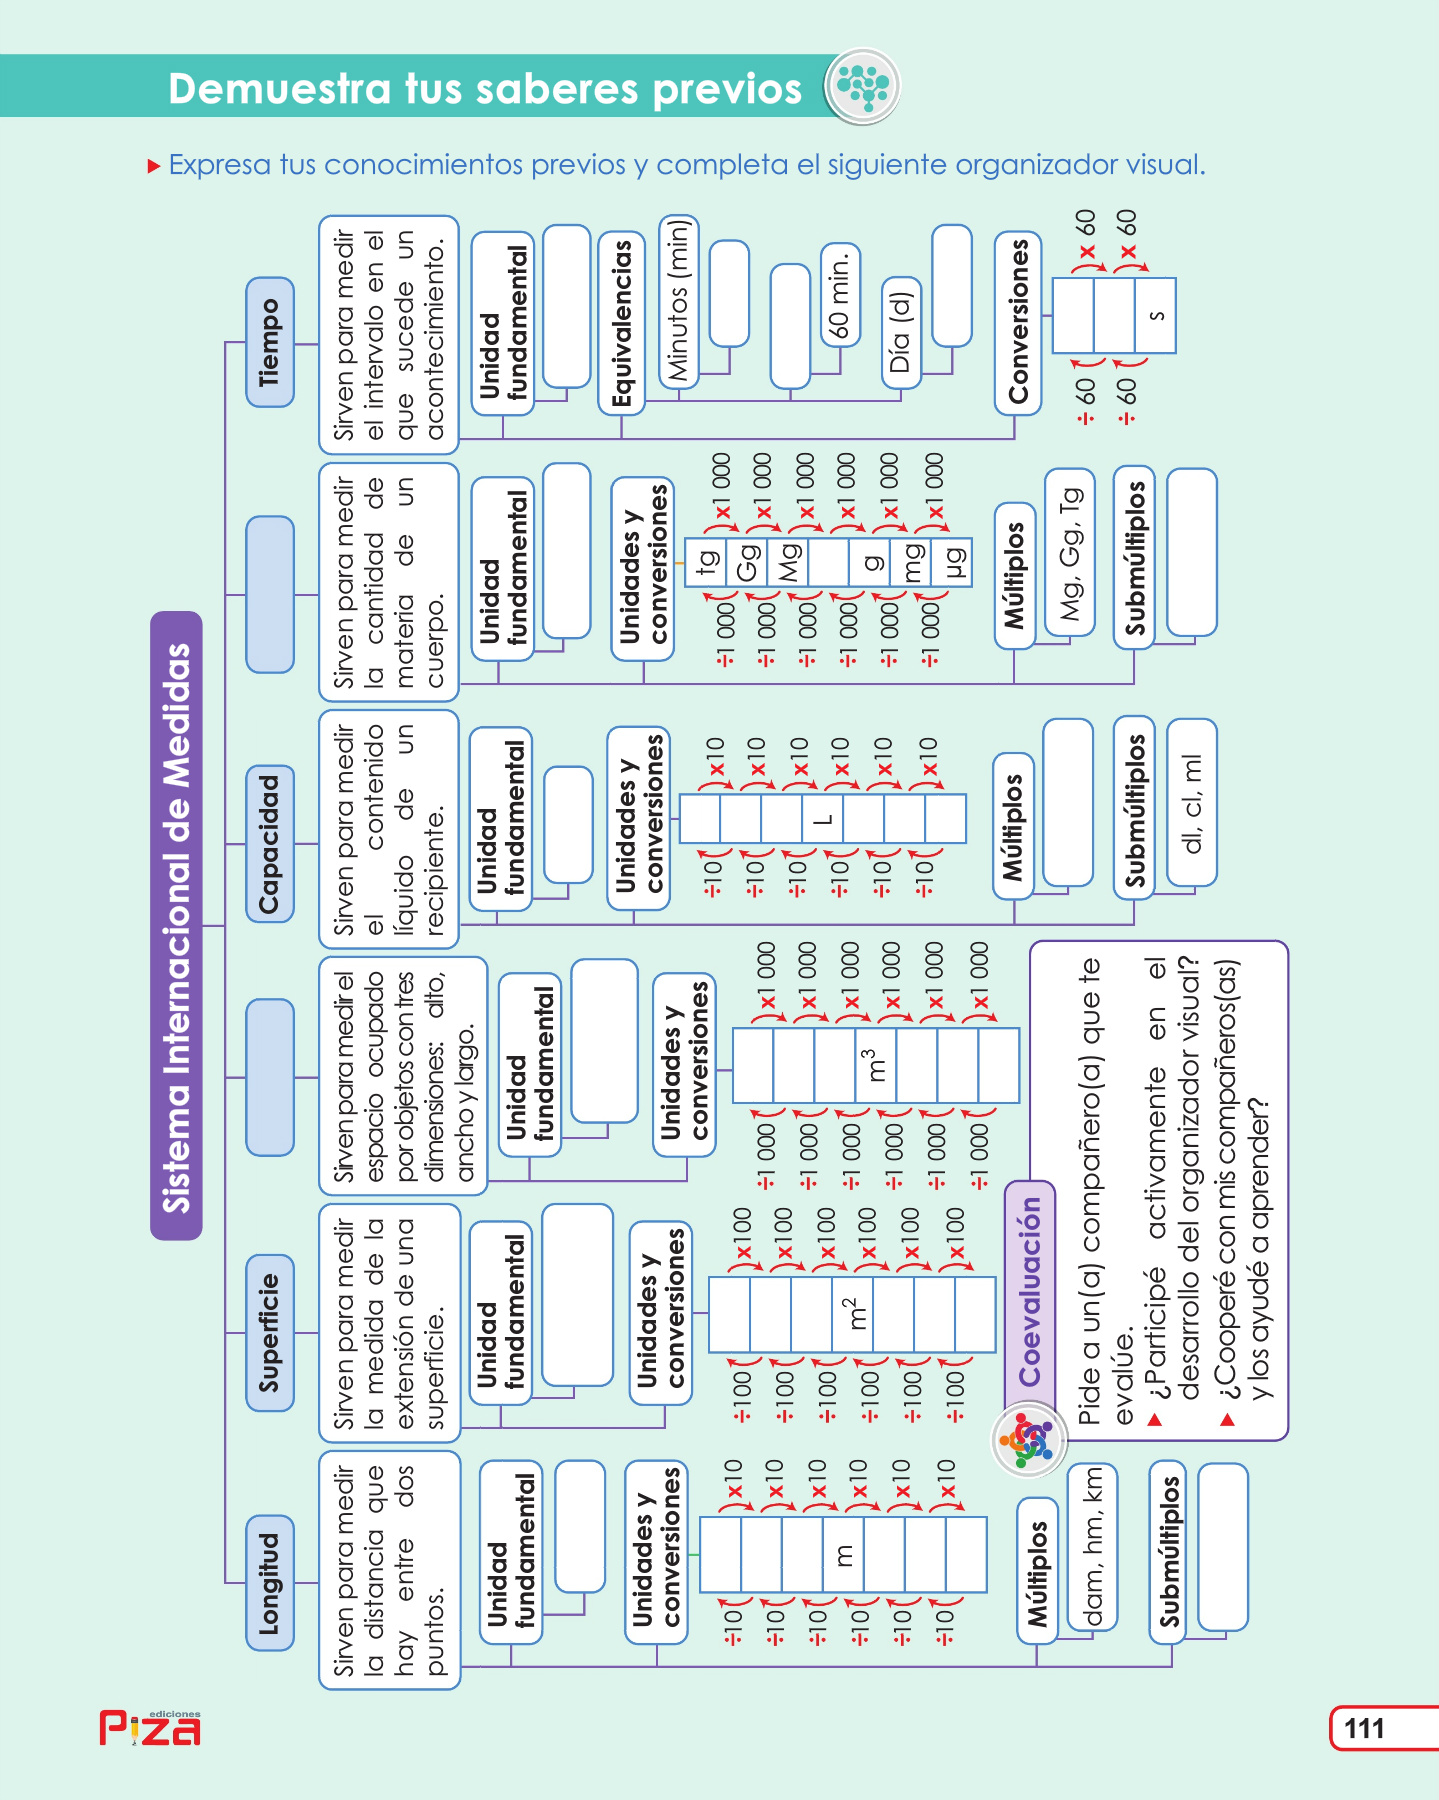 Demuestra tus saberes previos
Expresa tus conocimientos previos y completa el siguiente organizador visual.
Sistema Internacional de Medidas
Longitud
Sirven para medir
la distancia que
hay entre dos
puntos.
Unidad
fundamental
Unidades y
conversiones
÷10
÷10
÷10
÷10
÷10
÷10
m
x10
x10
x10
x10
x10
x10
Múltiplos
dam, hm, km
Submúltiplos
Superficie
Sirven para medir
la medida de la
extensión de una
superficie.
Unidad
fundamental
Unidades y
conversiones
÷100
÷100
÷100
÷100
÷100
÷100
m²
x100
x100
x100
x100
x100
x100
Sirven para medir el
espacio ocupado
por objetos con tres
dimensiones: alto,
ancho y largo.
Unidad
fundamental
Unidades y
conversiones
÷1 000
÷1 000
÷1 000
÷1 000
÷1 000
÷1 000
m³
x1 000
x1 000
x1 000
x1 000
x1 000
x1 000
Capacidad
Sirven para medir
el contenido
líquido de un
recipiente.
Unidad
fundamental
Unidades y
conversiones
÷10
÷10
÷10
÷10
÷10
÷10
L
x10
x10
x10
x10
x10
x10
Múltiplos
Submúltiplos
dl, cl, ml
Sirven para medir
la cantidad de
materia de un
cuerpo.
Unidad
fundamental
Unidades y
conversiones
÷1 000
÷1 000
÷1 000
÷1 000
÷1 000
÷1 000
tg
Gg
Mg
g
mg
µg
x1 000
x1 000
x1 000
x1 000
x1 000
x1 000
Múltiplos
Mg, Gg, Tg
Submúltiplos
Tiempo
Sirven para medir
el intervalo en el
que sucede un
acontecimiento.
Unidad
fundamental
Equivalencias
Minutos (min)
60 min.
Día (d)
Conversiones
÷ 60
÷ 60
s
x 60
x 60
Coevaluación
Pide a un(a) compañero(a) que te
evalúe.
¿Participé activamente en el
desarrollo del organizador visual?
¿Cooperé con mis compañeros(as)
y los ayudé a aprender?
ediciones
Piza
111